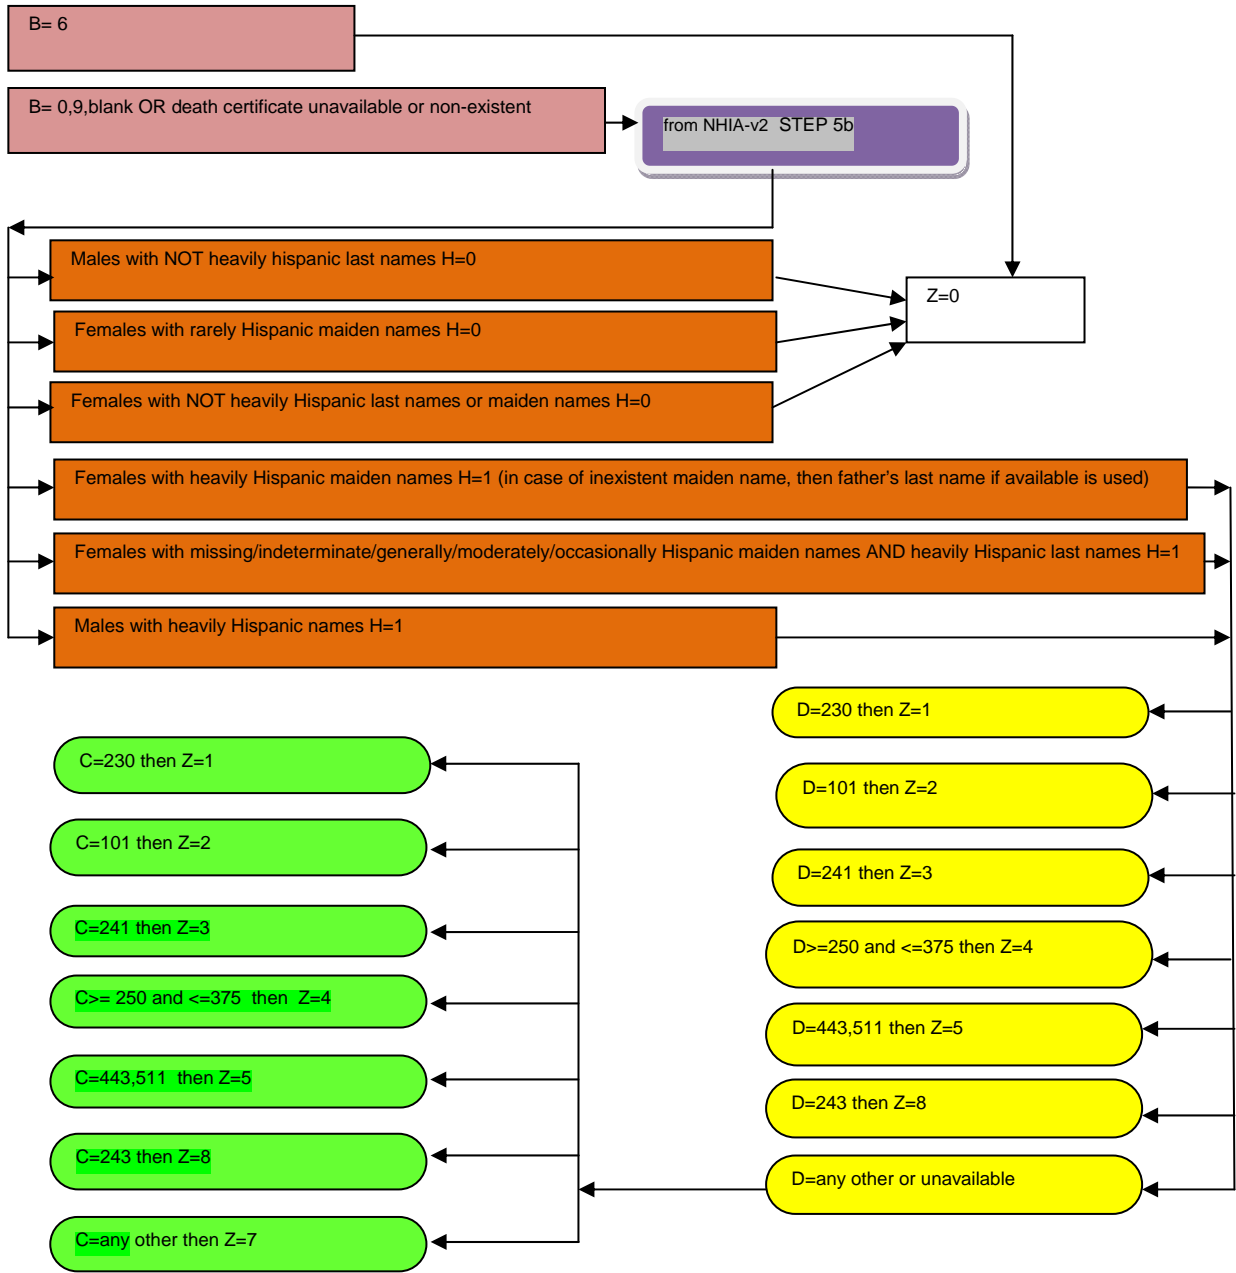 B= 6
B= 0,9,blank OR death certificate unavailable or non-existent
from NHIA-v2  STEP 5b
Males with NOT heavily hispanic last names H=0
Z=0
Females with rarely Hispanic maiden names H=0
Females with NOT heavily Hispanic last names or maiden names H=0
Females with heavily Hispanic maiden names H=1 (in case of inexistent maiden name, then father’s last name if available is used)
Females with missing/indeterminate/generally/moderately/occasionally Hispanic maiden names AND heavily Hispanic last names H=1
Males with heavily Hispanic names H=1
D=230 then Z=1
D=101 then Z=2
D=241 then Z=3
D>=250 and <=375 then Z=4
D=443,511 then Z=5
D=243 then Z=8
D=any other or unavailable
C=230 then Z=1
C=101 then Z=2
C=241 then Z=3
C>= 250 and <=375  then  Z=4
C=443,511  then Z=5
C=243 then Z=8
C=any other then Z=7